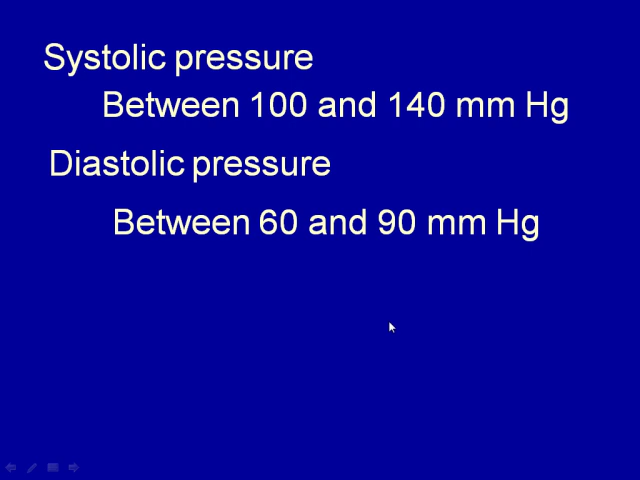 Systolic pressure
Between 100 and 140 mm Hg
Diastolic pressure
Between 60 and 90 mm Hg